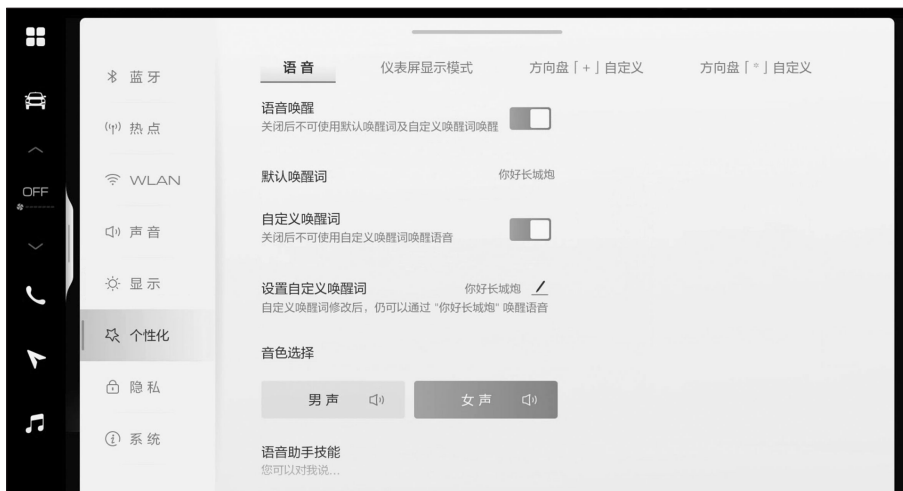 OFF
蓝牙
热点
WLAN
声音
显示
个性化
隐私
系统
语音 仪表屏显示模式 方向盘「+」自定义 方向盘「*」自定义
语音唤醒
关闭后不可使用默认唤醒词及自定义唤醒词唤醒
默认唤醒词 你好长城炮
自定义唤醒词
关闭后不可使用自定义唤醒词唤醒语音
设置自定义唤醒词 你好长城炮
自定义唤醒词修改后，仍可以通过 "你好长城炮" 唤醒语音
音色选择
男声 女声
语音助手技能
您可以对我说...